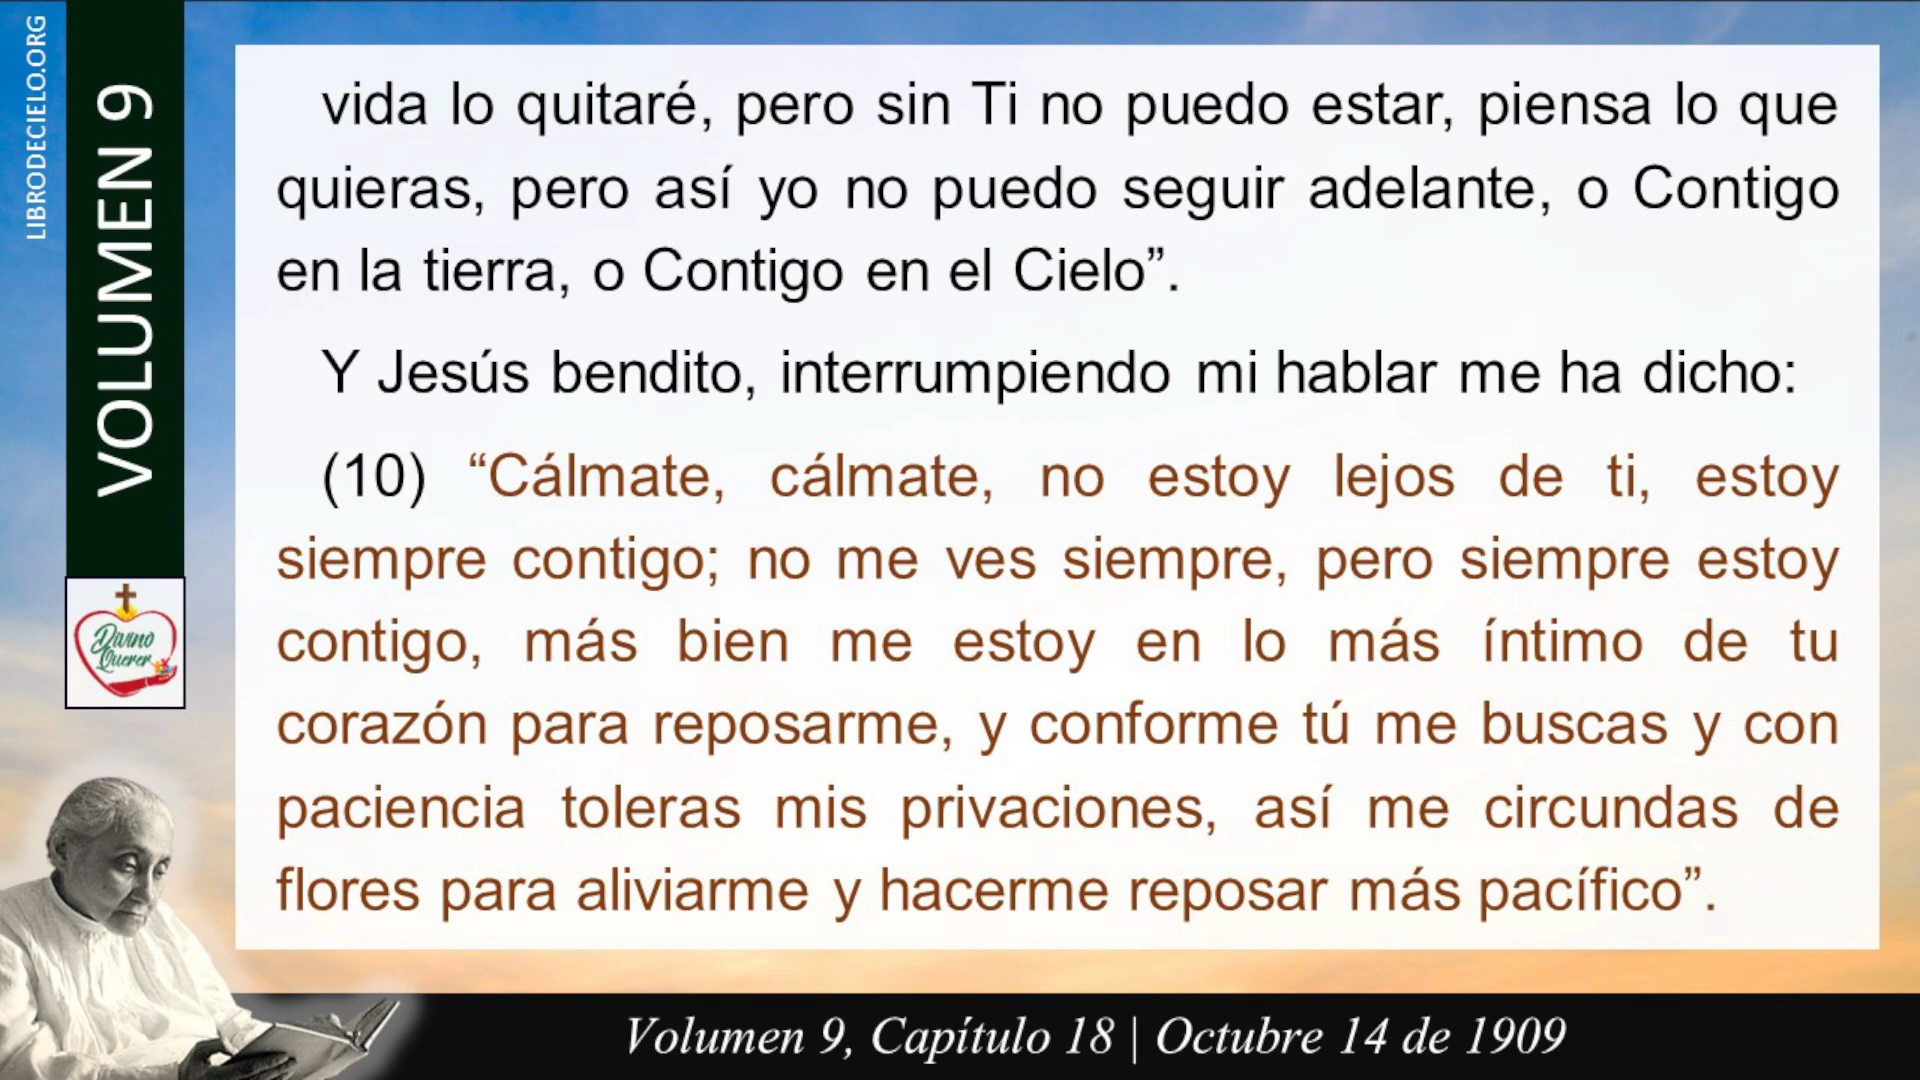 LIBRODECIELO.ORG
VOLUMEN 9
Divino
Querer
vida lo quitaré, pero sin Ti no puedo estar, piensa lo que
quieras, pero así yo no puedo seguir adelante, o Contigo
en la tierra, o Contigo en el Cielo”.
Y Jesús bendito, interrumpiendo mi hablar me ha dicho:
(10) “Cálmate, cálmate, no estoy lejos de ti, estoy
siempre contigo; no me ves siempre, pero siempre estoy
contigo, más bien me estoy en lo más íntimo de tu
corazón para reposarme, y conforme tú me buscas y con
paciencia toleras mis privaciones, así me circundas de
flores para aliviarme y hacerme reposar más pacífico”.
Volumen 9, Capítulo 18 | Octubre 14 de 1909